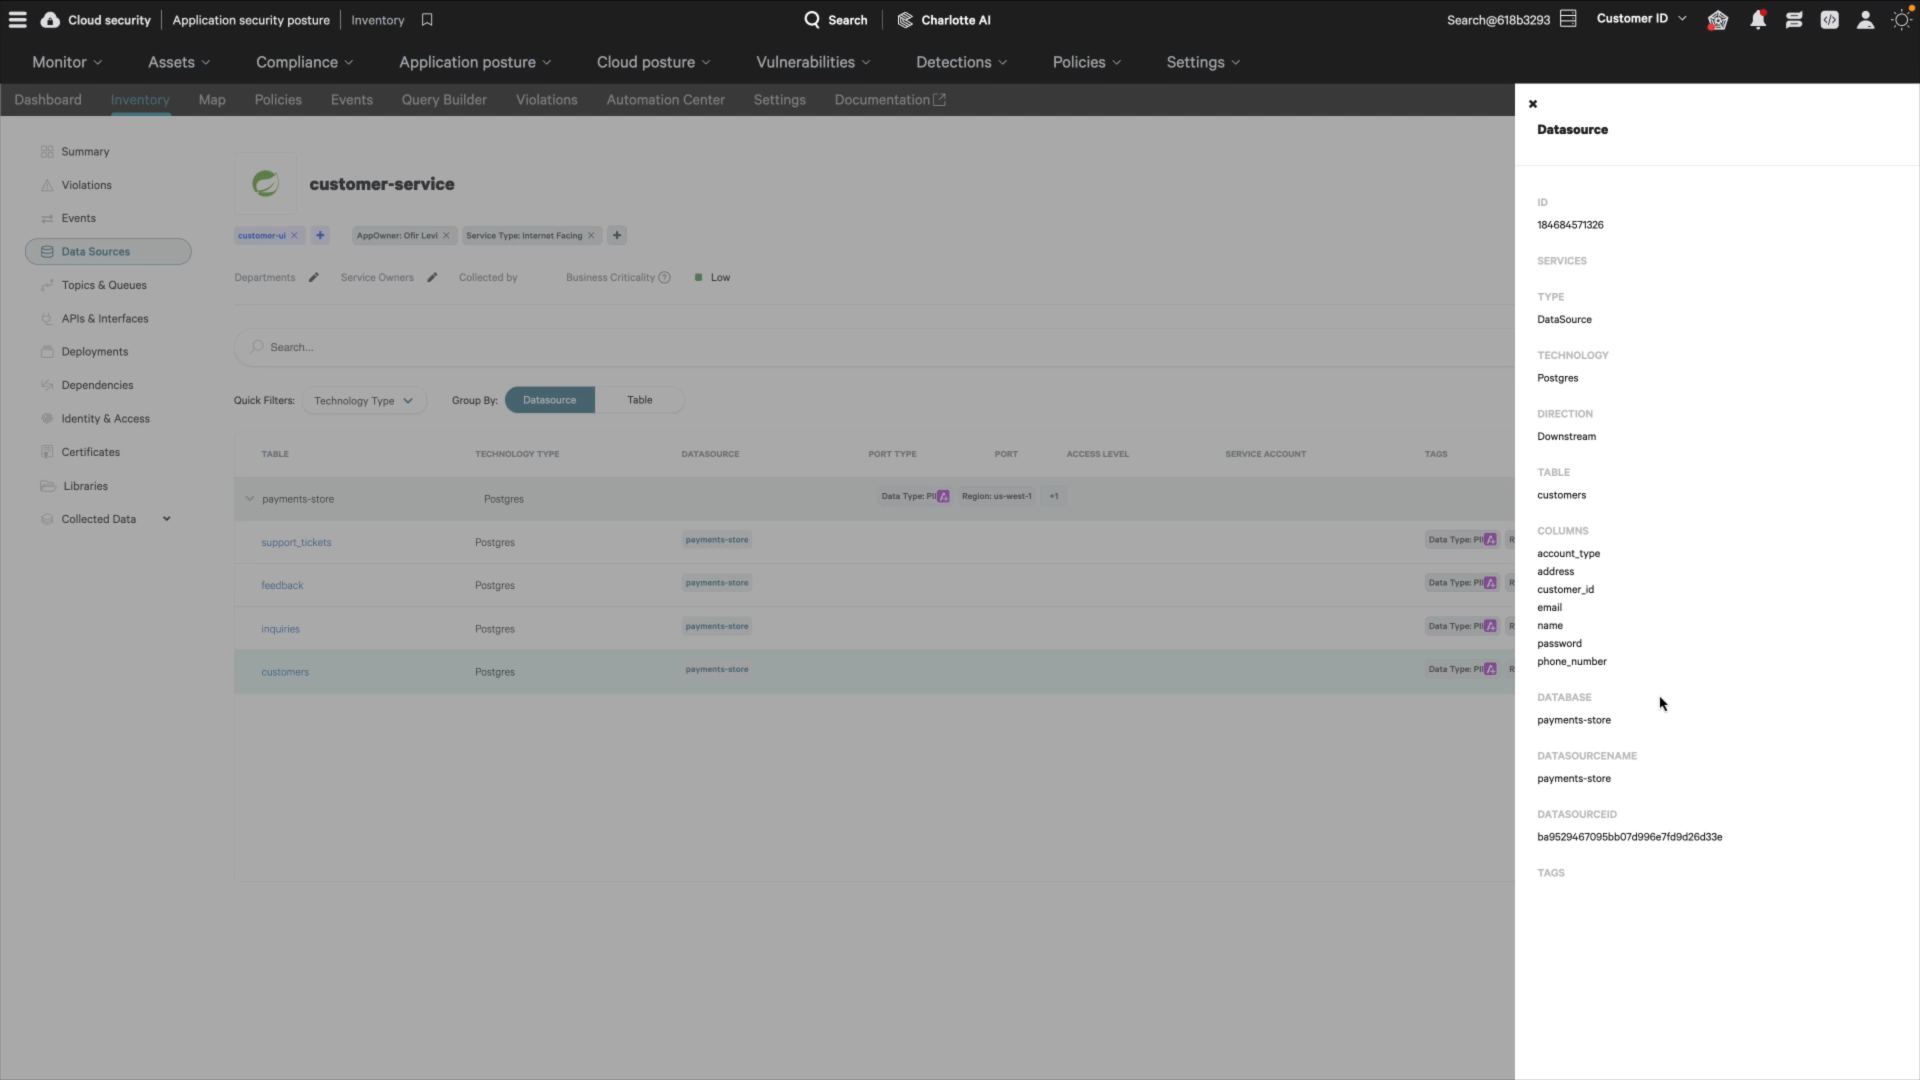 Cloud security
Application security posture
Inventory
Search
Charlotte AI
Search@618b3293
Customer ID
Monitor
Assets
Compliance
Application posture
Cloud posture
Vulnerabilities
Detections
Policies
Settings
Dashboard
Inventory
Map
Policies
Events
Query Builder
Violations
Automation Center
Settings
Documentation
Summary
Violations
Events
Data Sources
Topics & Queues
APIs & Interfaces
Deployments
Dependencies
Identity & Access
Certificates
Libraries
Collected Data
customer-service
customer-ui
AppOwner: Ofir Levi
Service Type: Internet Facing
Departments
Service Owners
Collected by
Business Criticality
Low
Search...
Quick Filters:
Technology Type
Group By:
Datasource
Table
TABLE TECHNOLOGY TYPE DATASOURCE PORT TYPE PORT ACCESS LEVEL SERVICE ACCOUNT TAGS
payments-store Postgres Data Type: PII Region: us-west-1 +1
support_tickets Postgres payments-store Data Type: PII R
feedback Postgres payments-store Data Type: PII R
inquiries Postgres payments-store Data Type: PII R
customers Postgres payments-store Data Type: PII R
Datasource
ID
184684571326
SERVICES
TYPE
DataSource
TECHNOLOGY
Postgres
DIRECTION
Downstream
TABLE
customers
COLUMNS
account_type
address
customer_id
email
name
password
phone_number
DATABASE
payments-store
DATASOURCENAME
payments-store
DATASOURCEID
ba9529467095bb07d996e7fd9d26d33e
TAGS